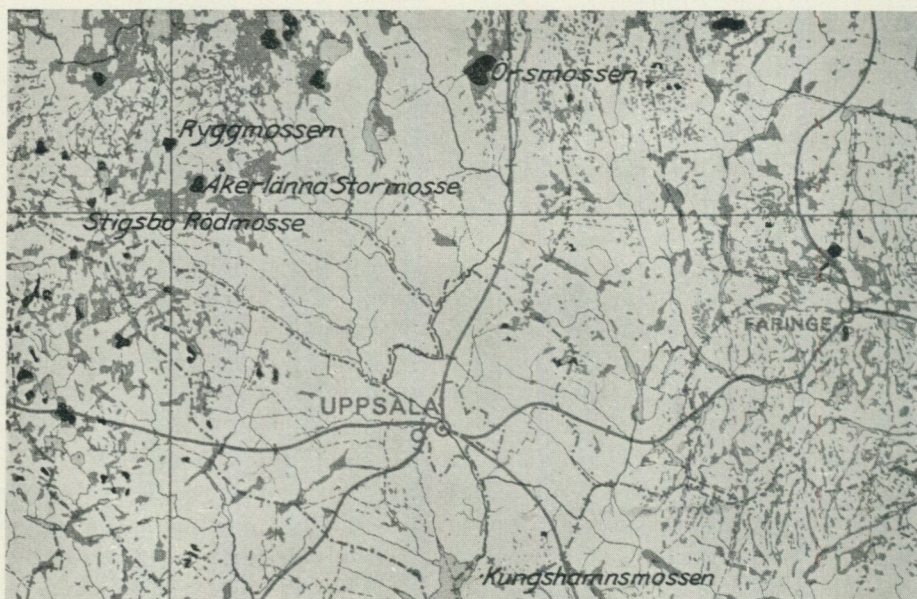 Örsmossen
Ryggmossen
Åkerlänna Stormosse
Stigsbo Rödmosse
FARINGE
UPPSALA
Kungshamnsmossen